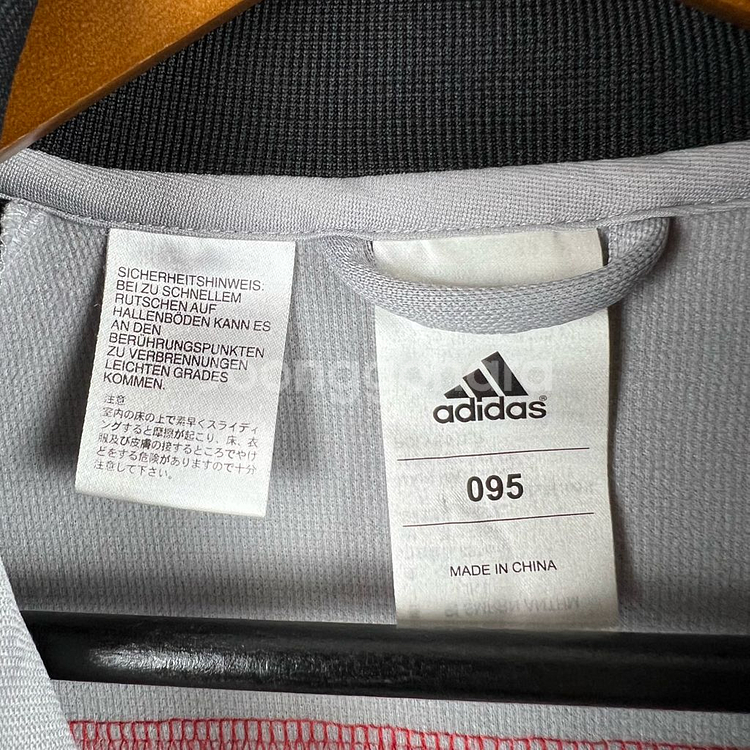 SICHERHEITSHINWEIS:
BEI ZU SCHNELLEM
RUTSCHEN AUF
HALLENBÖDEN KANN ES
AN DEN
BERÜHRUNGSPUNKTEN
ZU VERBRENNUNGEN
LEICHTEN GRADES
KOMMEN.
注意
室内の床の上で素早くスライディ
ングすると摩擦が起こり、床、衣
服及び皮膚の接するところでやけ
どをする危険がありますので十分
注意して下さい。
adidas®
095
MADE IN CHINA